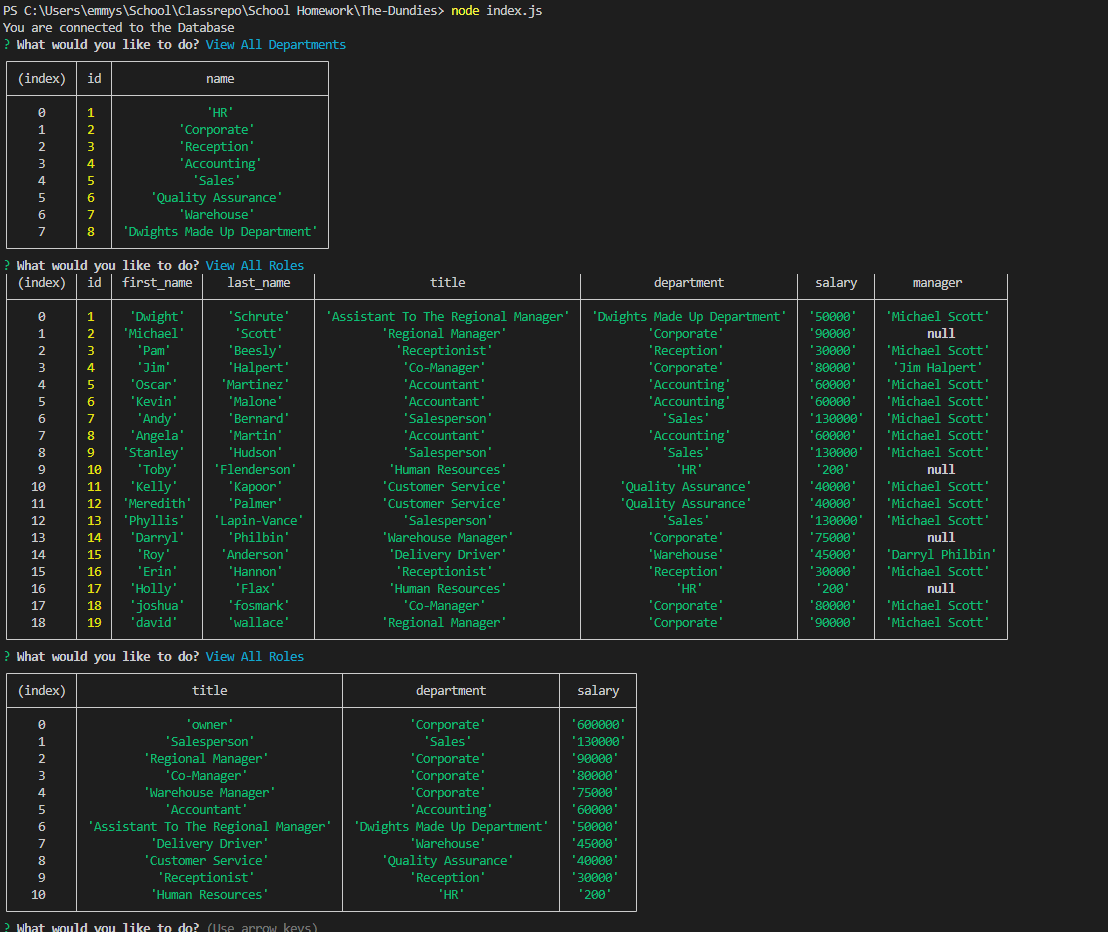 PS C:\Users\emmys\School\Classrepo\School Homework\The-Dundies> node index.js
You are connected to the Database
? What would you like to do? View All Departments
(index) id name
0 1 'HR'
1 2 'Corporate'
2 3 'Reception'
3 4 'Accounting'
4 5 'Sales'
5 6 'Quality Assurance'
6 7 'Warehouse'
7 8 'Dwights Made Up Department'
? What would you like to do? View All Roles
(index) id first_name last_name title department salary manager
0 1 'Dwight' 'Schrute' 'Assistant To The Regional Manager' 'Dwights Made Up Department' '50000' 'Michael Scott'
1 2 'Michael' 'Scott' 'Regional Manager' 'Corporate' '90000' null
2 3 'Pam' 'Beesly' 'Receptionist' 'Reception' '30000' 'Michael Scott'
3 4 'Jim' 'Halpert' 'Co-Manager' 'Corporate' '80000' 'Jim Halpert'
4 5 'Oscar' 'Martinez' 'Accountant' 'Accounting' '60000' 'Michael Scott'
5 6 'Kevin' 'Malone' 'Accountant' 'Accounting' '60000' 'Michael Scott'
6 7 'Andy' 'Bernard' 'Salesperson' 'Sales' '130000' 'Michael Scott'
7 8 'Angela' 'Martin' 'Accountant' 'Accounting' '60000' 'Michael Scott'
8 9 'Stanley' 'Hudson' 'Salesperson' 'Sales' '130000' 'Michael Scott'
9 10 'Toby' 'Flenderson' 'Human Resources' 'HR' '200' null
10 11 'Kelly' 'Kapoor' 'Customer Service' 'Quality Assurance' '40000' 'Michael Scott'
11 12 'Meredith' 'Palmer' 'Customer Service' 'Quality Assurance' '40000' 'Michael Scott'
12 13 'Phyllis' 'Lapin-Vance' 'Salesperson' 'Sales' '130000' 'Michael Scott'
13 14 'Darryl' 'Philbin' 'Warehouse Manager' 'Corporate' '75000' null
14 15 'Roy' 'Anderson' 'Delivery Driver' 'Warehouse' '45000' 'Darryl Philbin'
15 16 'Erin' 'Hannon' 'Receptionist' 'Reception' '30000' 'Michael Scott'
16 17 'Holly' 'Flax' 'Human Resources' 'HR' '200' null
17 18 'joshua' 'fosmark' 'Co-Manager' 'Corporate' '80000' 'Michael Scott'
18 19 'david' 'wallace' 'Regional Manager' 'Corporate' '90000' 'Michael Scott'
? What would you like to do? View All Roles
(index) title department salary
0 'owner' 'Corporate' '600000'
1 'Salesperson' 'Sales' '130000'
2 'Regional Manager' 'Corporate' '90000'
3 'Co-Manager' 'Corporate' '80000'
4 'Warehouse Manager' 'Corporate' '75000'
5 'Accountant' 'Accounting' '60000'
6 'Assistant To The Regional Manager' 'Dwights Made Up Department' '50000'
7 'Delivery Driver' 'Warehouse' '45000'
8 'Customer Service' 'Quality Assurance' '40000'
9 'Receptionist' 'Reception' '30000'
10 'Human Resources' 'HR' '200'
? What would you like to do? (Use arrow keys)